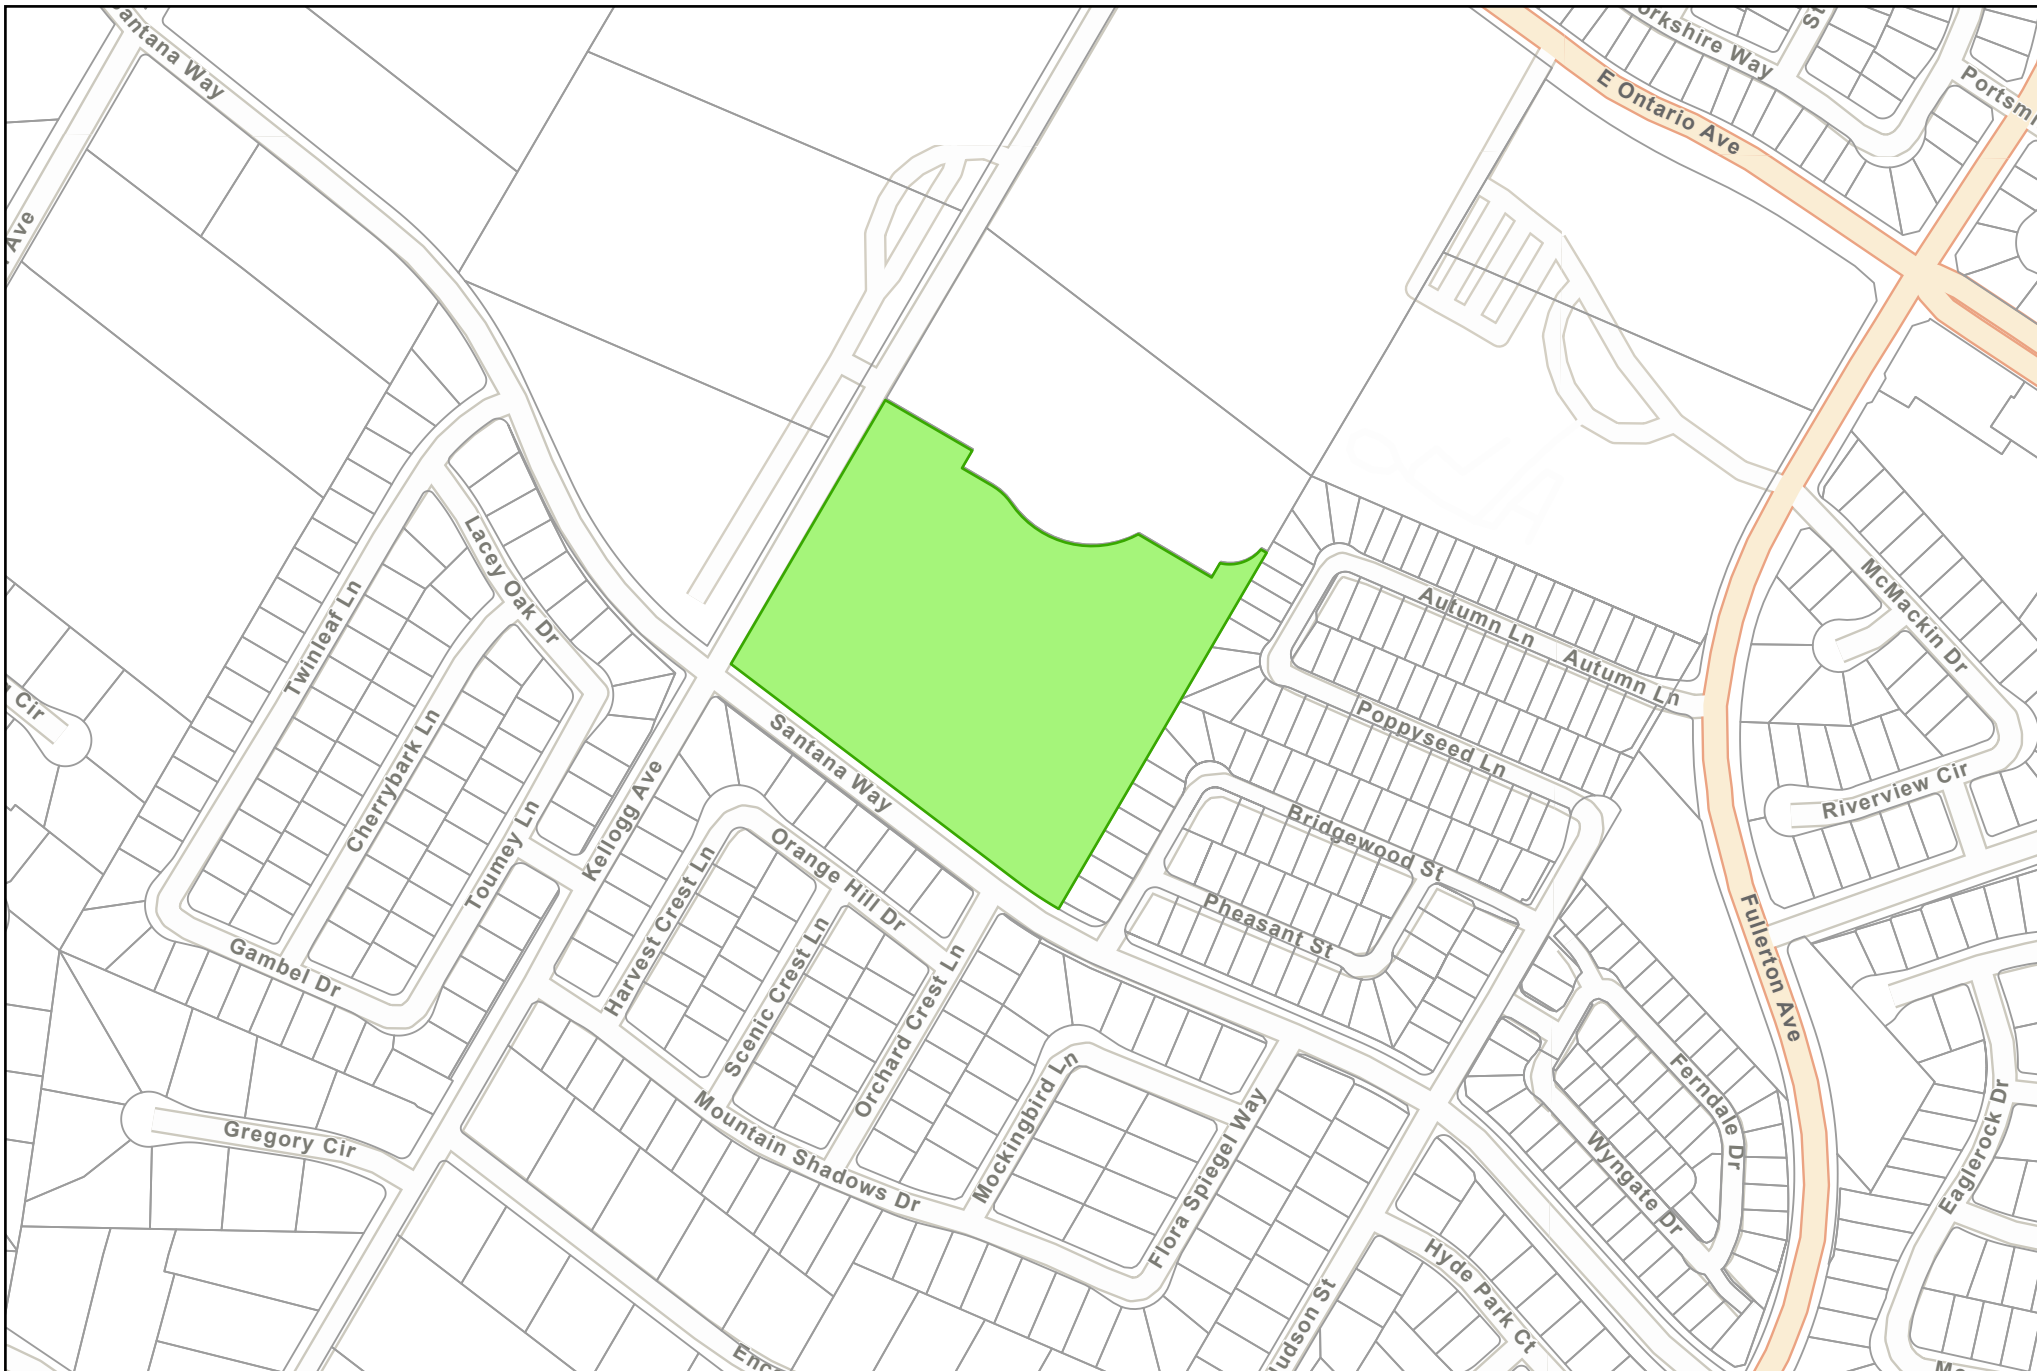 Santana Way
orkshire Way
St
E Ontario Ave
Portsm
Ave
Lacey Oak Dr
Twinleaf Ln
McMackin Dr
Autumn Ln
Autumn Ln
Cir
Cherrybark Ln
Poppyseed Ln
Santana Way
Kellogg Ave
Riverview Cir
Toumey Ln
Bridgewood St
Orange Hill Dr
Harvest Crest Ln
Pheasant St
Fullerton Ave
Gambel Dr
Scenic Crest Ln
Orchard Crest Ln
Mockingbird Ln
Ferndale Dr
Gregory Cir
Mountain Shadows Dr
Flora Spiegel Way
Wyngate Dr
Eaglerock Dr
Hyde Park Ct
udson St
Enc